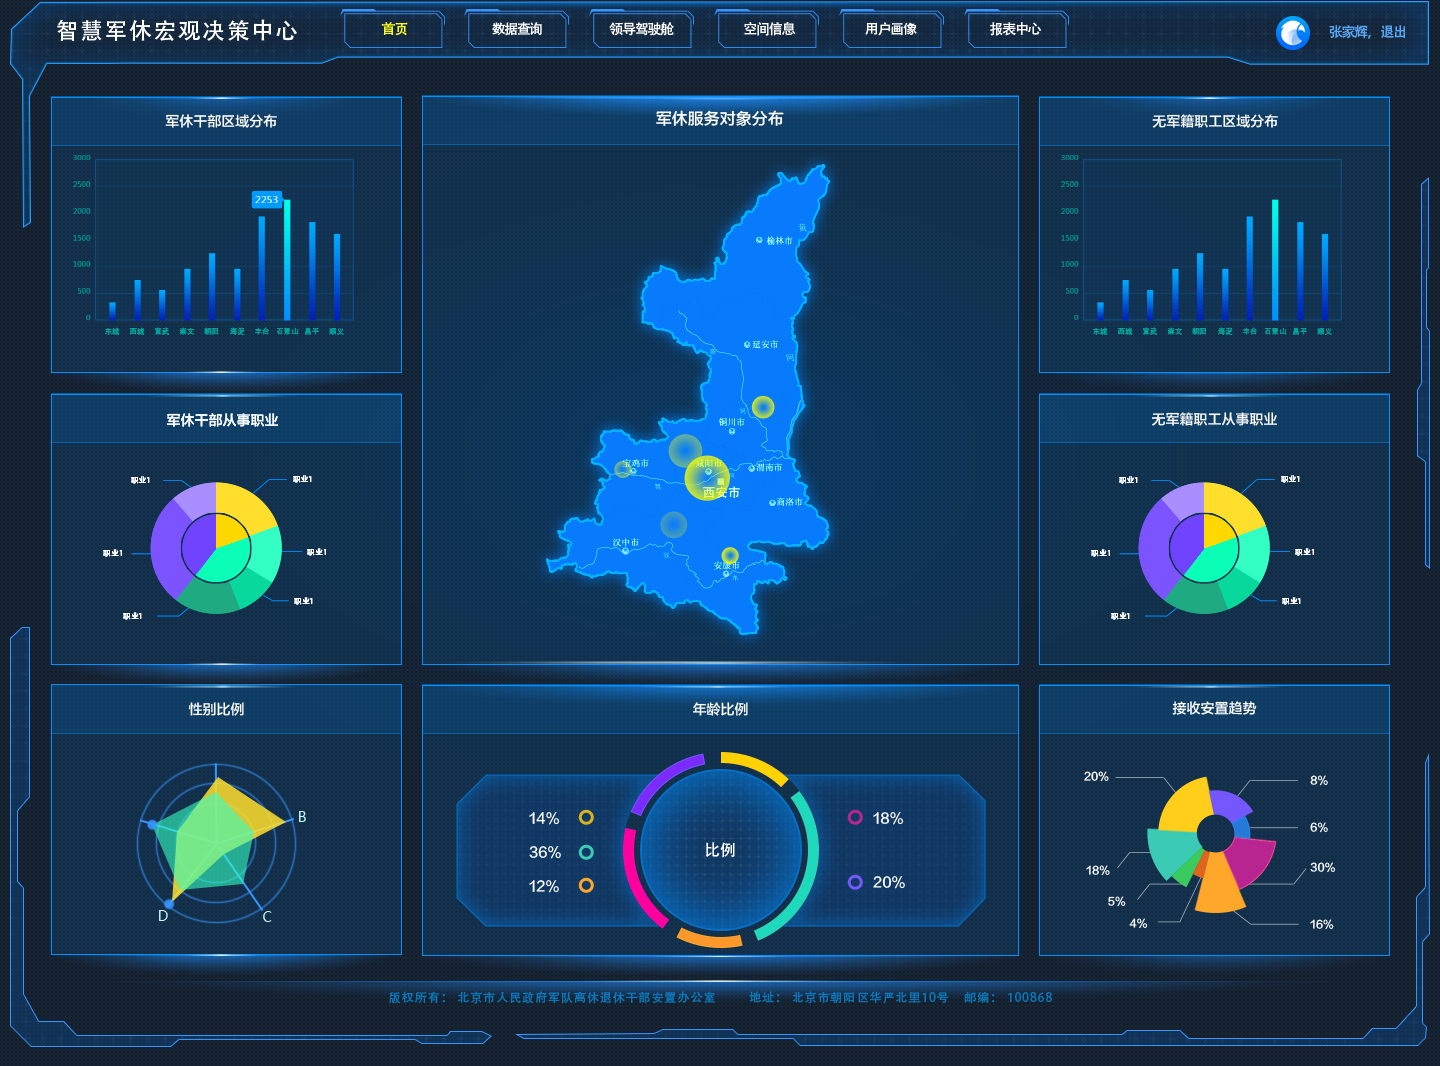 智慧军休宏观决策中心
首页
数据查询
领导驾驶舱
空间信息
用户画像
报表中心
张家辉，退出
军休干部区域分布
3000
2500
2000
1500
1000
500
0
2253
东城
西城
宣武
崇文
朝阳
海淀
丰台
石景山
昌平
顺义
军休服务对象分布
榆林市
延安市
铜川市
宝鸡市
咸阳市
渭南市
西安市
商洛市
汉中市
安康市
无军籍职工区域分布
3000
2500
2000
1500
1000
500
0
东城
西城
宣武
崇文
朝阳
海淀
丰台
石景山
昌平
顺义
军休干部从事职业
职业1
职业1
职业1
职业1
职业1
职业1
无军籍职工从事职业
职业1
职业1
职业1
职业1
职业1
职业1
性别比例
B
C
D
年龄比例
14%
36%
12%
比例
18%
20%
接收安置趋势
20%
8%
6%
30%
18%
5%
4%
16%
版权所有： 北京市人民政府军队离休退休干部安置办公室 地址： 北京市朝阳区华严北里10号 邮编： 100868